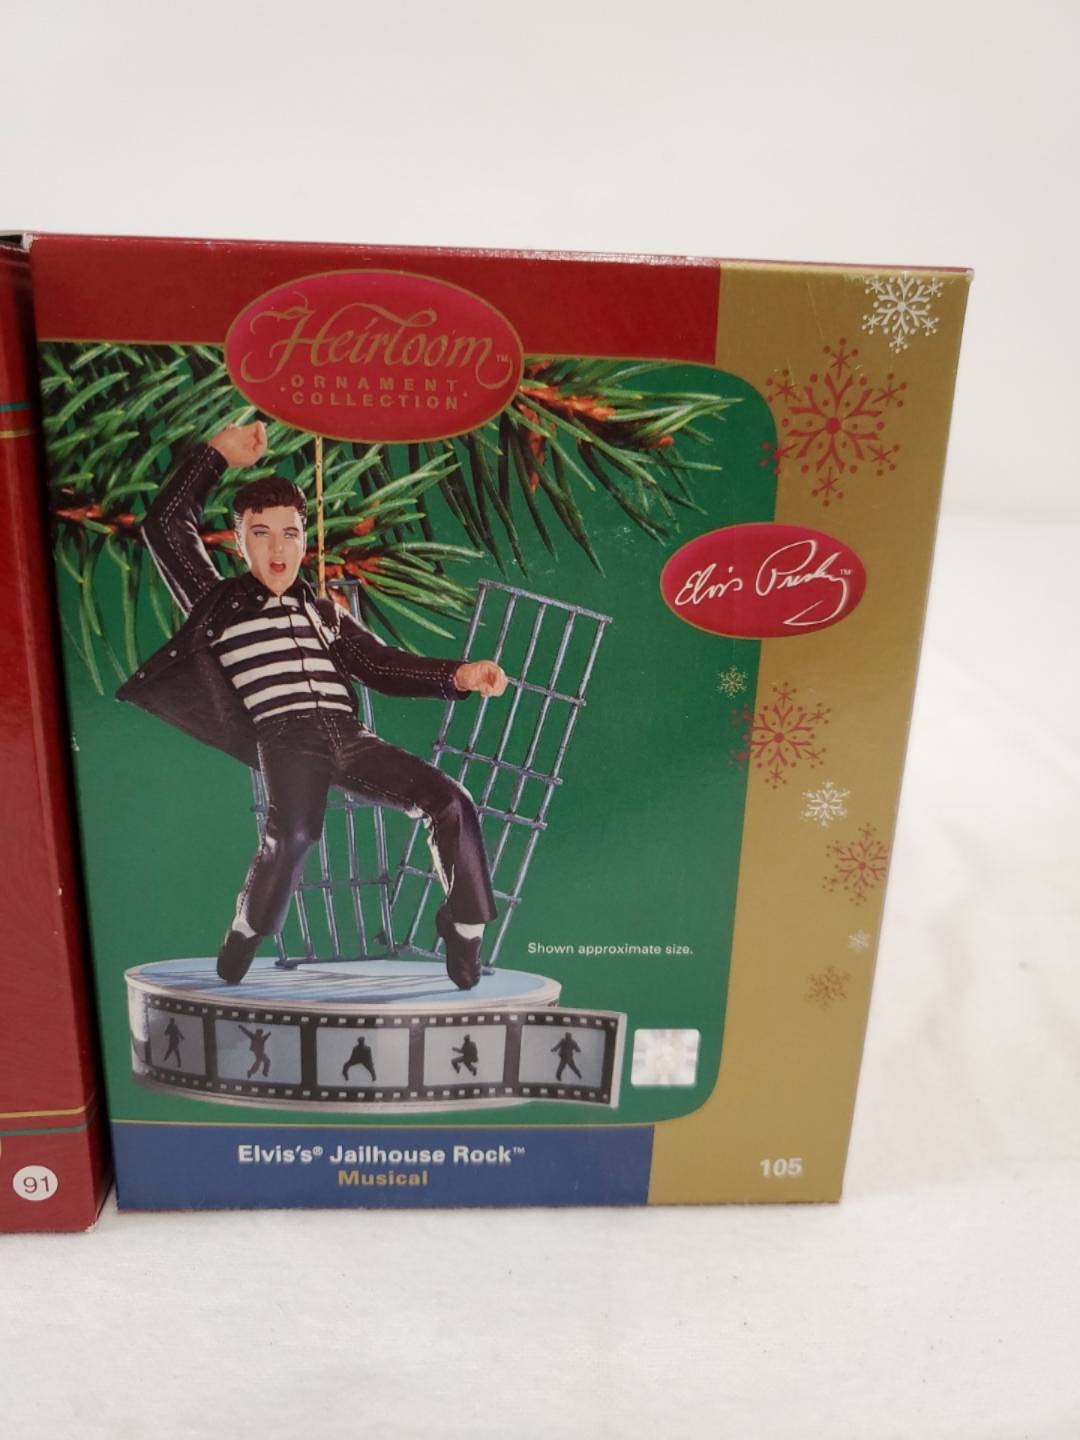 Heirloom™
ORNAMENT
COLLECTION
Elvis Presley™
Shown approximate size.
Elvis's® Jailhouse Rock™
Musical
105
91